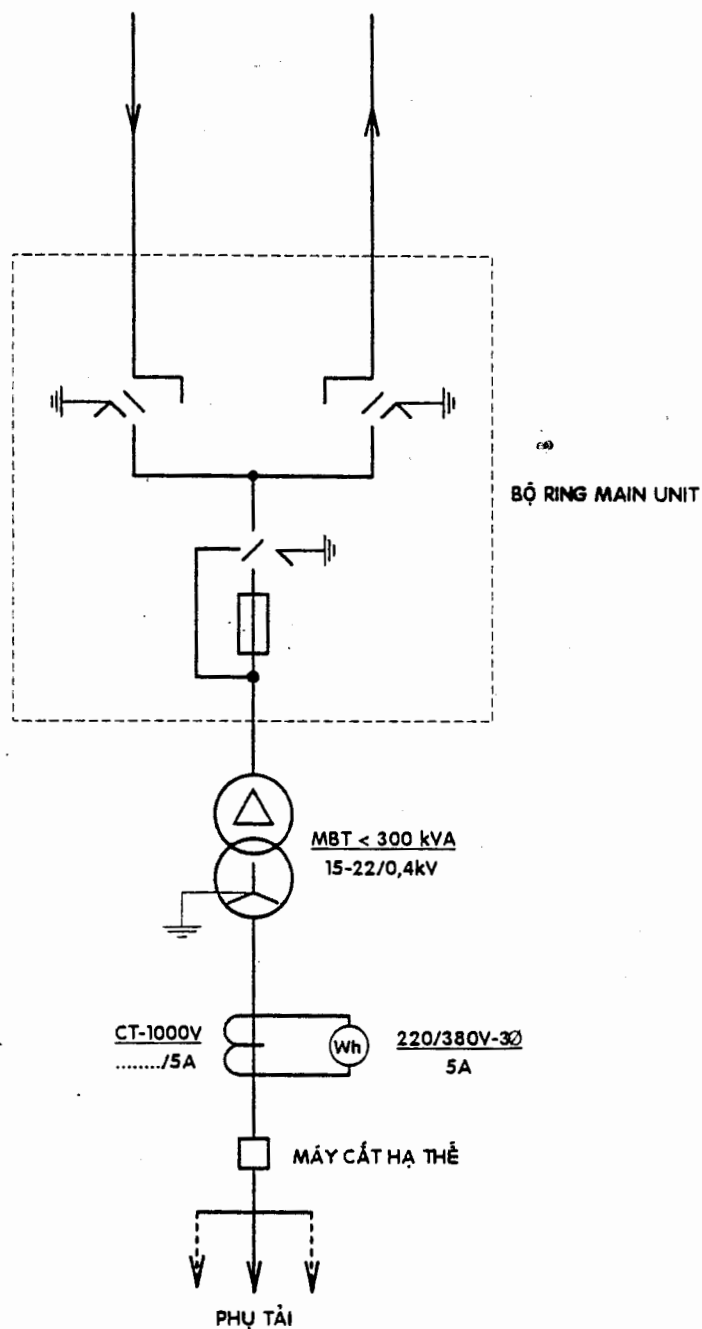 BỘ RING MAIN UNIT
MBT < 300 kVA
15-22/0,4kV
CT-1000V
......../5A
Wh
220/380V-3Ø
5A
MÁY CẮT HẠ THẾ
PHỤ TẢI